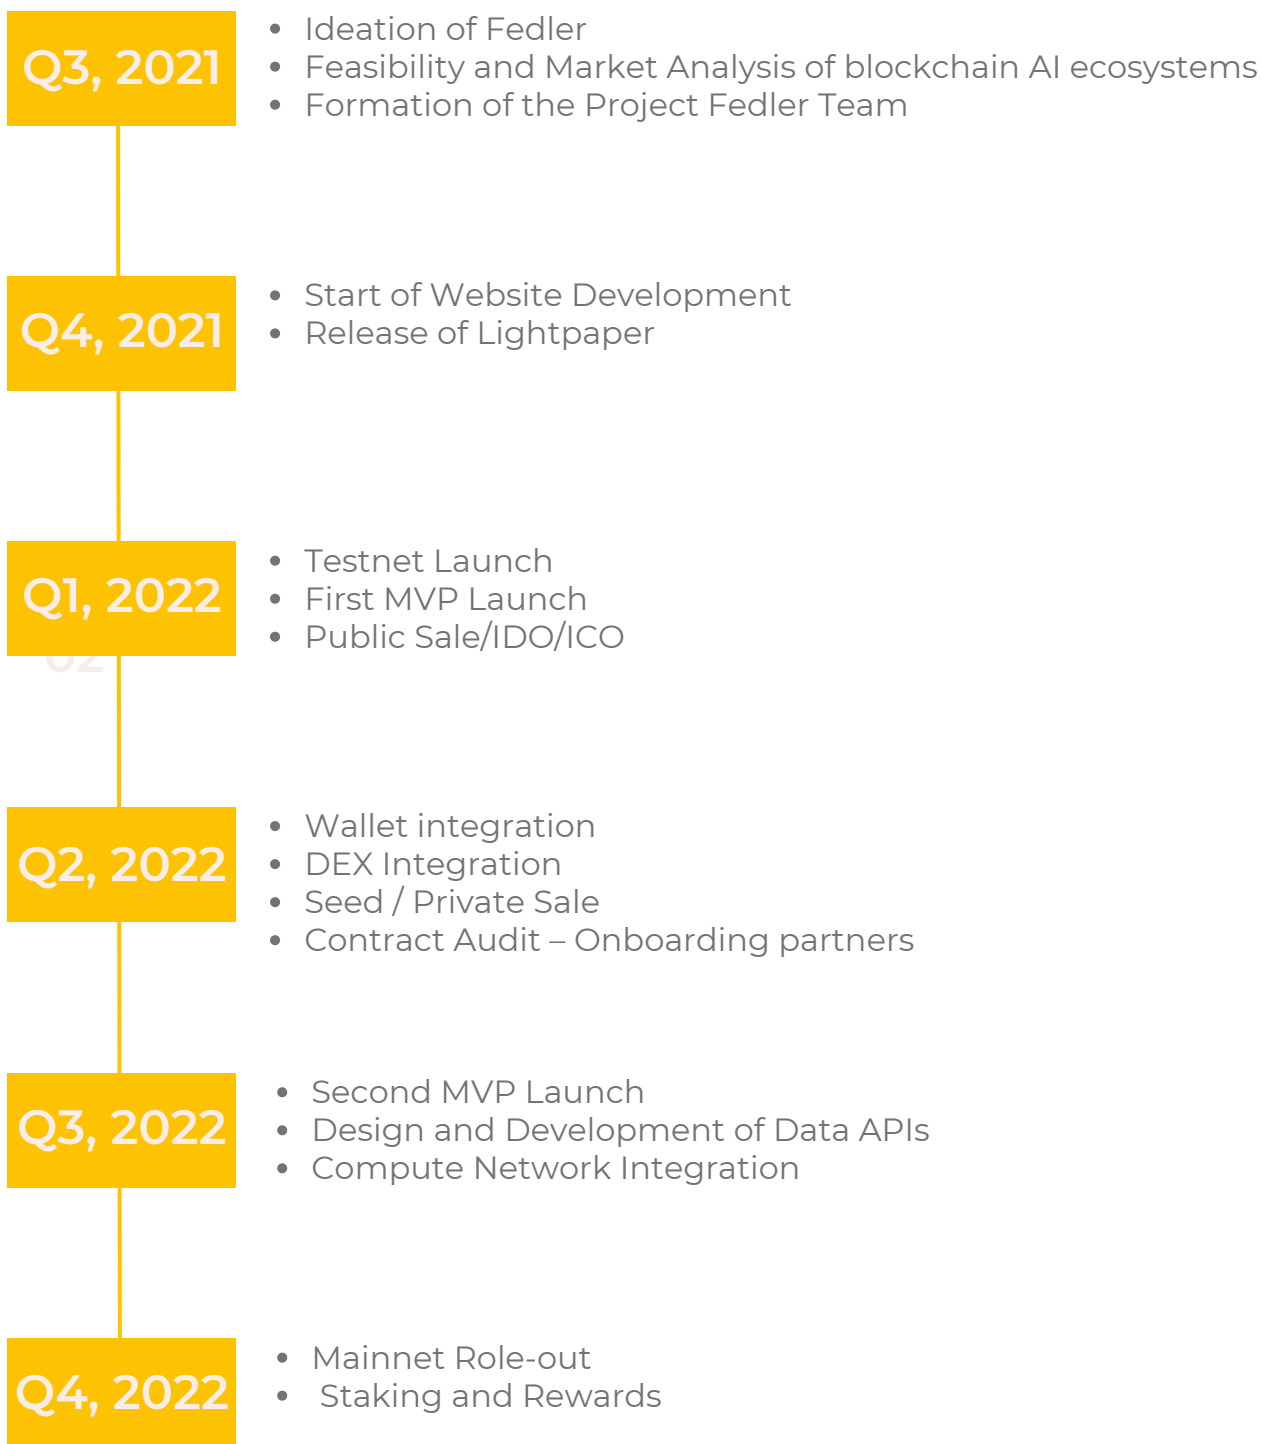 Q3, 2021
• Ideation of Fedler
• Feasibility and Market Analysis of blockchain AI ecosystems
• Formation of the Project Fedler Team
Q4, 2021
• Start of Website Development
• Release of Lightpaper
Q1, 2022
• Testnet Launch
• First MVP Launch
• Public Sale/IDO/ICO
02
Q2, 2022
• Wallet integration
• DEX Integration
• Seed / Private Sale
• Contract Audit – Onboarding partners
Q3, 2022
• Second MVP Launch
• Design and Development of Data APIs
• Compute Network Integration
Q4, 2022
• Mainnet Role-out
• Staking and Rewards